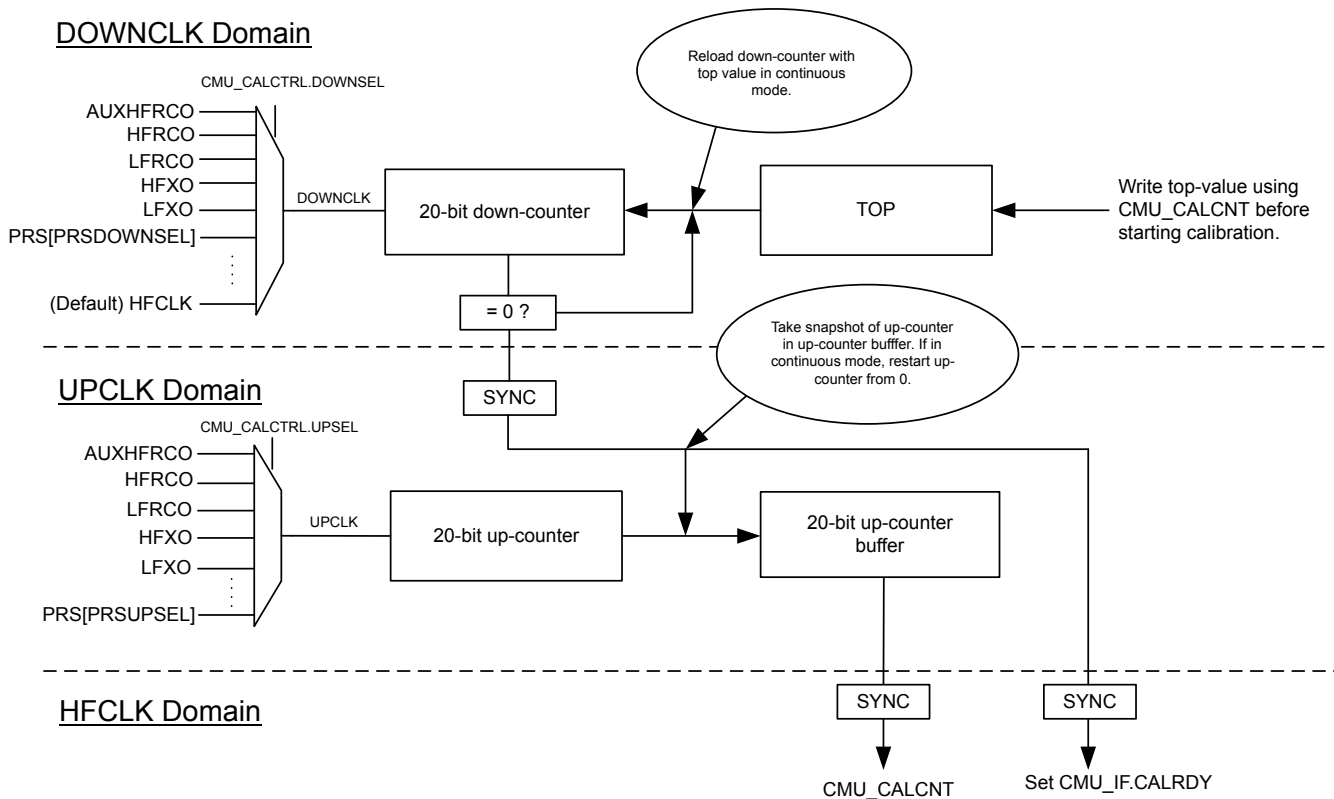 DOWNCLK Domain
CMU_CALCTRL.DOWNSEL
AUXHFRCO
HFRCO
LFRCO
HFXO
LFXO
PRS[PRSDOWNSEL]
(Default) HFCLK
DOWNCLK
20-bit down-counter
= 0 ?
Reload down-counter with
top value in continuous
mode.
TOP
Write top-value using
CMU_CALCNT before
starting calibration.
UPCLK Domain
SYNC
Take snapshot of up-counter
in up-counter bufffer. If in
continuous mode, restart up-
counter from 0.
CMU_CALCTRL.UPSEL
AUXHFRCO
HFRCO
LFRCO
HFXO
LFXO
PRS[PRSUPSEL]
UPCLK
20-bit up-counter
20-bit up-counter
buffer
HFCLK Domain
SYNC
SYNC
CMU_CALCNT
Set CMU_IF.CALRDY